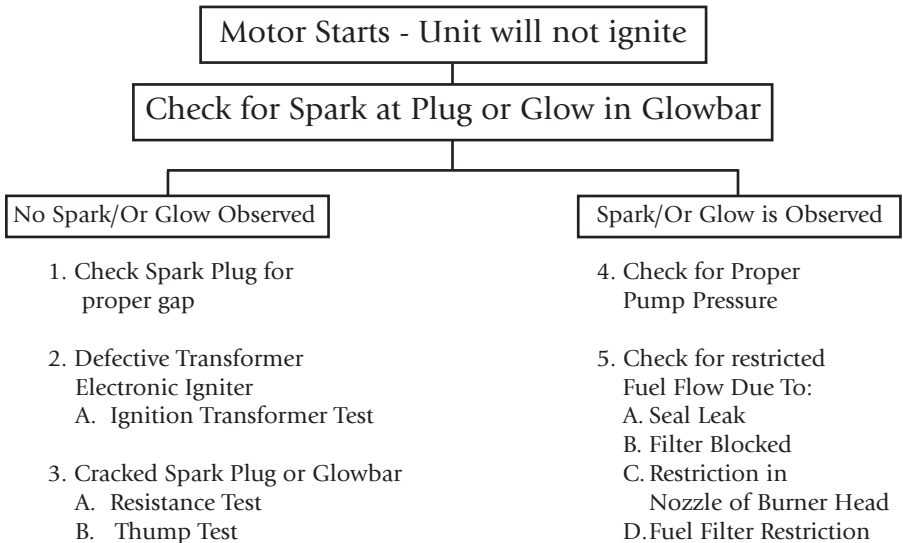 Motor Starts - Unit will not ignite
Check for Spark at Plug or Glow in Glowbar
No Spark/Or Glow Observed
1. Check Spark Plug for
proper gap
2. Defective Transformer
Electronic Igniter
A. Ignition Transformer Test
3. Cracked Spark Plug or Glowbar
A. Resistance Test
B. Thump Test
Spark/Or Glow is Observed
4. Check for Proper
Pump Pressure
5. Check for restricted
Fuel Flow Due To:
A. Seal Leak
B. Filter Blocked
C. Restriction in
Nozzle of Burner Head
D.Fuel Filter Restriction